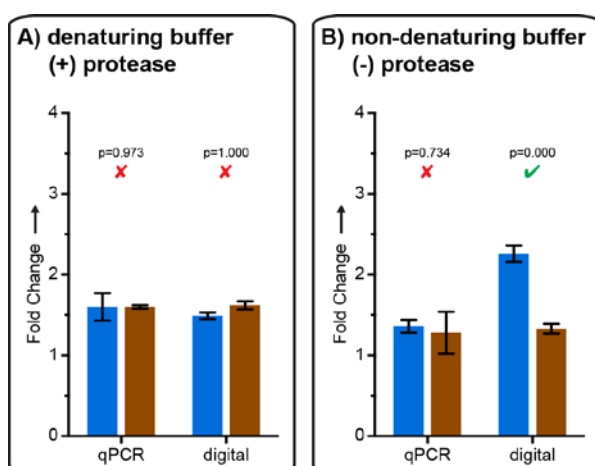 A) denaturing buffer
(+) protease
4
3
2
1
0
Fold Change →
p=0.973
✘
p=1.000
✘
qPCR
digital
B) non-denaturing buffer
(-) protease
4
3
2
1
0
Fold Change →
p=0.734
✘
p=0.000
✔
qPCR
digital